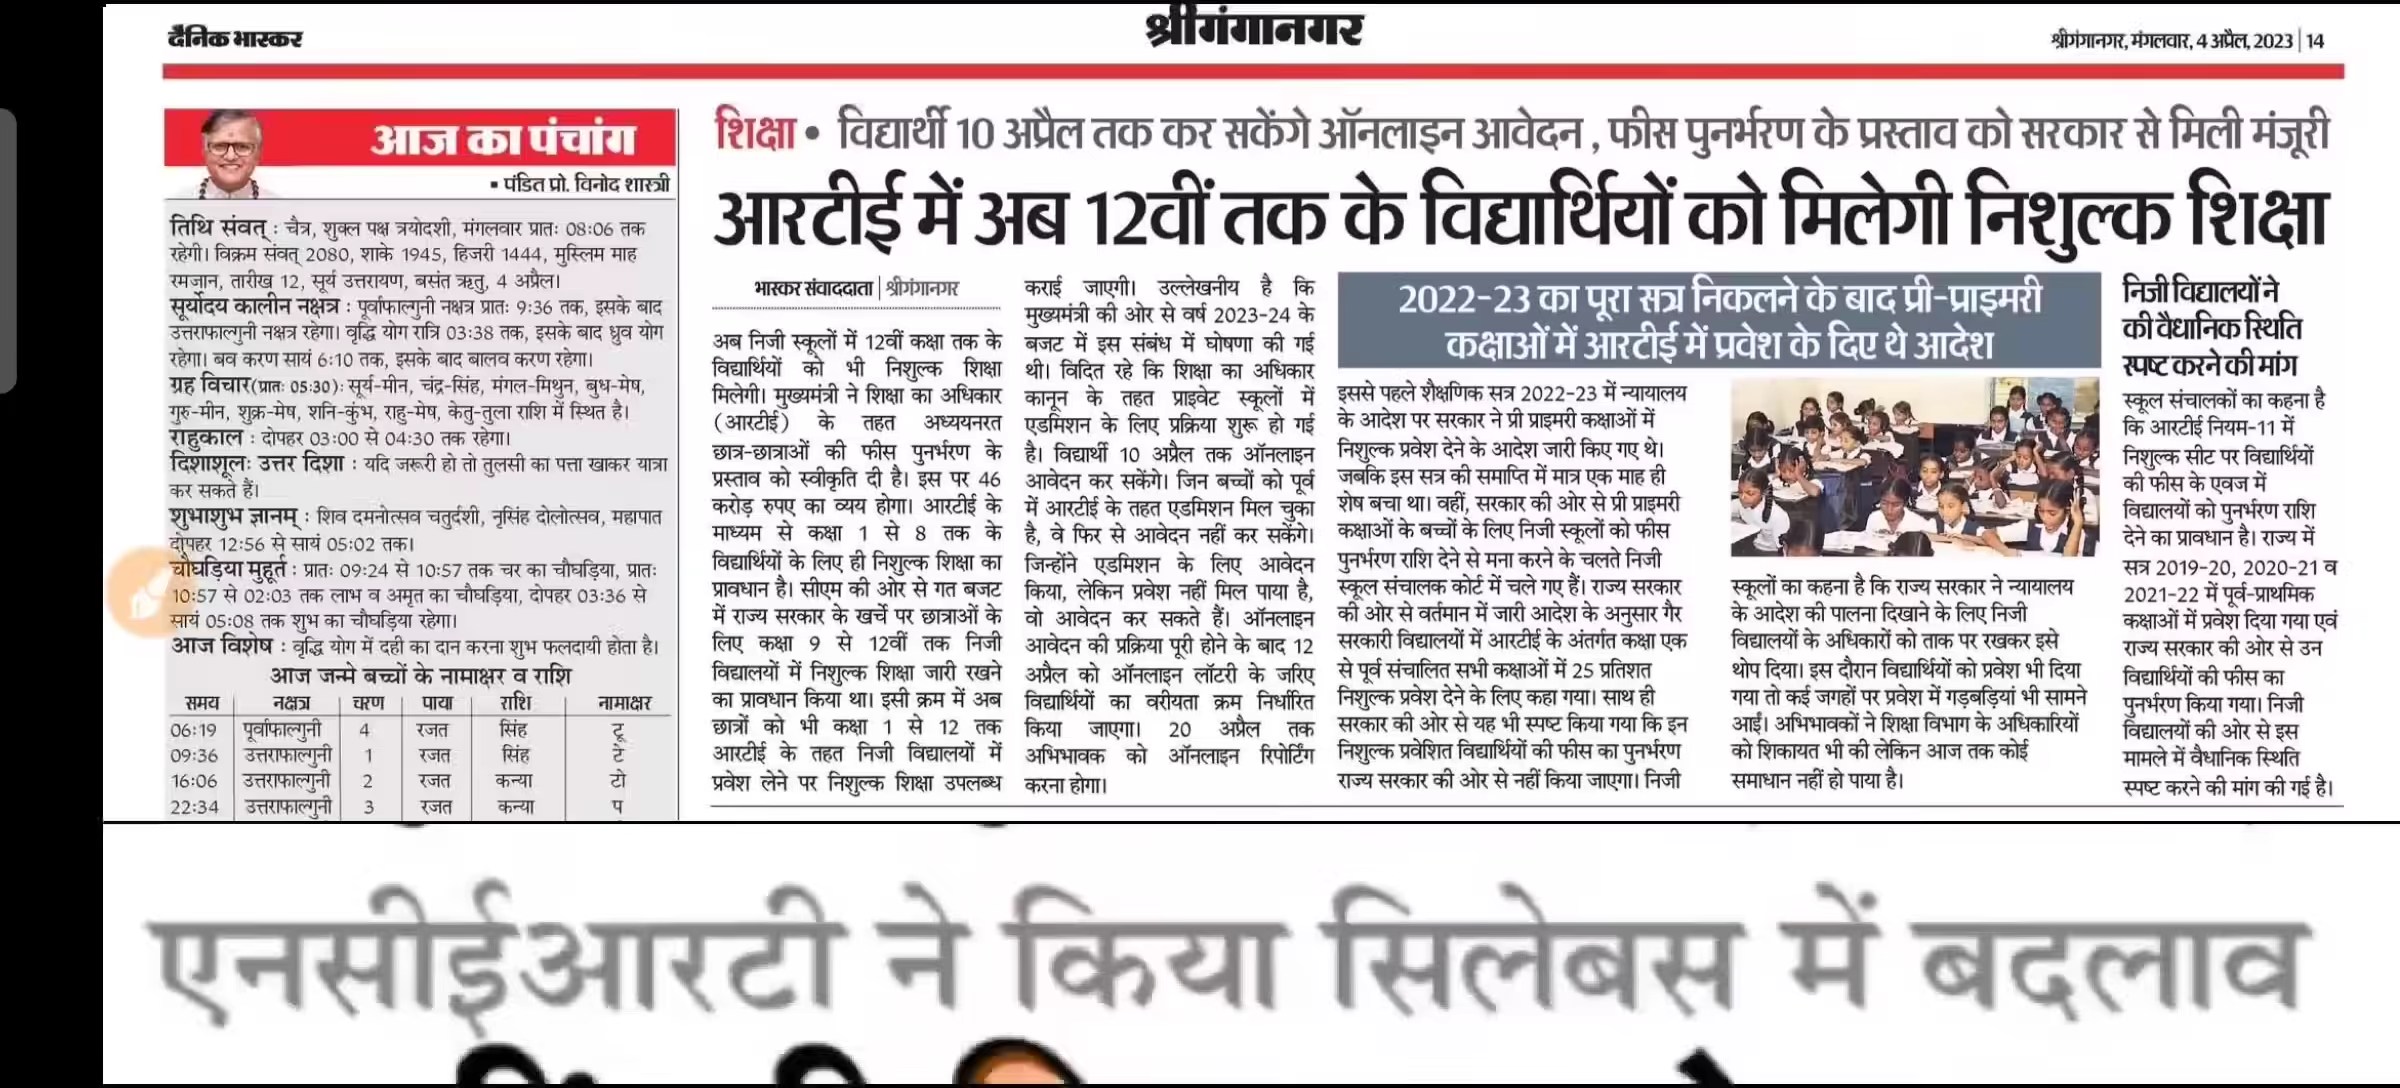 दैनिक भास्कर
श्रीगंगानगर
श्रीगंगानगर, मंगलवार, 4 अप्रैल, 2023 | 14
आज का पंचांग
▪ पंडित प्रो. विनोद शास्त्री
तिथि संवत् : चैत्र, शुक्ल पक्ष त्रयोदशी, मंगलवार प्रातः 08:06 तक
रहेगी। विक्रम संवत् 2080, शाके 1945, हिजरी 1444, मुस्लिम माह
रमजान, तारीख 12, सूर्य उत्तरायण, बसंत ऋतु, 4 अप्रैल।
सूर्योदय कालीन नक्षत्र : पूर्वाफाल्गुनी नक्षत्र प्रातः 9:36 तक, इसके बाद
उत्तराफाल्गुनी नक्षत्र रहेगा। वृद्धि योग रात्रि 03:38 तक, इसके बाद ध्रुव योग
रहेगा। बव करण सायं 6:10 तक, इसके बाद बालव करण रहेगा।
ग्रह विचार(प्रातः 05:30): सूर्य-मीन, चंद्र-सिंह, मंगल-मिथुन, बुध-मेष,
गुरु-मीन, शुक्र-मेष, शनि-कुंभ, राहु-मेष, केतु-तुला राशि में स्थित है।
राहुकाल : दोपहर 03:00 से 04:30 तक रहेगा।
दिशाशूलः उत्तर दिशा : यदि जरूरी हो तो तुलसी का पत्ता खाकर यात्रा
कर सकते हैं।
शुभाशुभ ज्ञानम् : शिव दमनोत्सव चतुर्दशी, नृसिंह दोलोत्सव, महापात
दोपहर 12:56 से सायं 05:02 तक।
चौघड़िया मुहूर्त : प्रातः 09:24 से 10:57 तक चर का चौघड़िया, प्रातः
10:57 से 02:03 तक लाभ व अमृत का चौघड़िया, दोपहर 03:36 से
सायं 05:08 तक शुभ का चौघड़िया रहेगा।
आज विशेष : वृद्धि योग में दही का दान करना शुभ फलदायी होता है।
आज जन्मे बच्चों के नामाक्षर व राशि
समय नक्षत्र चरण पाया राशि नामाक्षर
06:19 पूर्वाफाल्गुनी 4 रजत सिंह टू
09:36 उत्तराफाल्गुनी 1 रजत सिंह टे
16:06 उत्तराफाल्गुनी 2 रजत कन्या टो
22:34 उत्तराफाल्गुनी 3 रजत कन्या प
शिक्षा • विद्यार्थी 10 अप्रैल तक कर सकेंगे ऑनलाइन आवेदन , फीस पुनर्भरण के प्रस्ताव को सरकार से मिली मंजूरी
आरटीई में अब 12वीं तक के विद्यार्थियों को मिलेगी निशुल्क शिक्षा
भास्कर संवाददाता | श्रीगंगानगर
अब निजी स्कूलों में 12वीं कक्षा तक के
विद्यार्थियों को भी निशुल्क शिक्षा
मिलेगी। मुख्यमंत्री ने शिक्षा का अधिकार
(आरटीई) के तहत अध्ययनरत
छात्र-छात्राओं की फीस पुनर्भरण के
प्रस्ताव को स्वीकृति दी है। इस पर 46
करोड़ रुपए का व्यय होगा। आरटीई के
माध्यम से कक्षा 1 से 8 तक के
विद्यार्थियों के लिए ही निशुल्क शिक्षा का
प्रावधान है। सीएम की ओर से गत बजट
में राज्य सरकार के खर्चे पर छात्राओं के
लिए कक्षा 9 से 12वीं तक निजी
विद्यालयों में निशुल्क शिक्षा जारी रखने
का प्रावधान किया था। इसी क्रम में अब
छात्रों को भी कक्षा 1 से 12 तक
आरटीई के तहत निजी विद्यालयों में
प्रवेश लेने पर निशुल्क शिक्षा उपलब्ध
कराई जाएगी। उल्लेखनीय है कि
मुख्यमंत्री की ओर से वर्ष 2023-24 के
बजट में इस संबंध में घोषणा की गई
थी। विदित रहे कि शिक्षा का अधिकार
कानून के तहत प्राइवेट स्कूलों में
एडमिशन के लिए प्रक्रिया शुरू हो गई
है। विद्यार्थी 10 अप्रैल तक ऑनलाइन
आवेदन कर सकेंगे। जिन बच्चों को पूर्व
में आरटीई के तहत एडमिशन मिल चुका
है, वे फिर से आवेदन नहीं कर सकेंगे।
जिन्होंने एडमिशन के लिए आवेदन
किया, लेकिन प्रवेश नहीं मिल पाया है,
वो आवेदन कर सकते हैं। ऑनलाइन
आवेदन की प्रक्रिया पूरी होने के बाद 12
अप्रैल को ऑनलाइन लॉटरी के जरिए
विद्यार्थियों का वरीयता क्रम निर्धारित
किया जाएगा। 20 अप्रैल तक
अभिभावक को ऑनलाइन रिपोर्टिंग
करना होगा।
2022-23 का पूरा सत्र निकलने के बाद प्री-प्राइमरी
कक्षाओं में आरटीई में प्रवेश के दिए थे आदेश
इससे पहले शैक्षणिक सत्र 2022-23 में न्यायालय
के आदेश पर सरकार ने प्री प्राइमरी कक्षाओं में
निशुल्क प्रवेश देने के आदेश जारी किए गए थे।
जबकि इस सत्र की समाप्ति में मात्र एक माह ही
शेष बचा था। वहीं, सरकार की ओर से प्री प्राइमरी
कक्षाओं के बच्चों के लिए निजी स्कूलों को फीस
पुनर्भरण राशि देने से मना करने के चलते निजी
स्कूल संचालक कोर्ट में चले गए हैं। राज्य सरकार
की ओर से वर्तमान में जारी आदेश के अनुसार गैर
सरकारी विद्यालयों में आरटीई के अंतर्गत कक्षा एक
से पूर्व संचालित सभी कक्षाओं में 25 प्रतिशत
निशुल्क प्रवेश देने के लिए कहा गया। साथ ही
सरकार की ओर से यह भी स्पष्ट किया गया कि इन
निशुल्क प्रवेशित विद्यार्थियों की फीस का पुनर्भरण
राज्य सरकार की ओर से नहीं किया जाएगा। निजी
स्कूलों का कहना है कि राज्य सरकार ने न्यायालय
के आदेश की पालना दिखाने के लिए निजी
विद्यालयों के अधिकारों को ताक पर रखकर इसे
थोप दिया। इस दौरान विद्यार्थियों को प्रवेश भी दिया
गया तो कई जगहों पर प्रवेश में गड़बड़ियां भी सामने
आईं। अभिभावकों ने शिक्षा विभाग के अधिकारियों
को शिकायत भी की लेकिन आज तक कोई
समाधान नहीं हो पाया है।
निजी विद्यालयों ने
की वैधानिक स्थिति
स्पष्ट करने की मांग
स्कूल संचालकों का कहना है
कि आरटीई नियम-11 में
निशुल्क सीट पर विद्यार्थियों
की फीस के एवज में
विद्यालयों को पुनर्भरण राशि
देने का प्रावधान है। राज्य में
सत्र 2019-20, 2020-21 व
2021-22 में पूर्व-प्राथमिक
कक्षाओं में प्रवेश दिया गया एवं
राज्य सरकार की ओर से उन
विद्यार्थियों की फीस का
पुनर्भरण किया गया। निजी
विद्यालयों की ओर से इस
मामले में वैधानिक स्थिति
स्पष्ट करने की मांग की गई है।
एनसीईआरटी ने किया सिलेबस में बदलाव